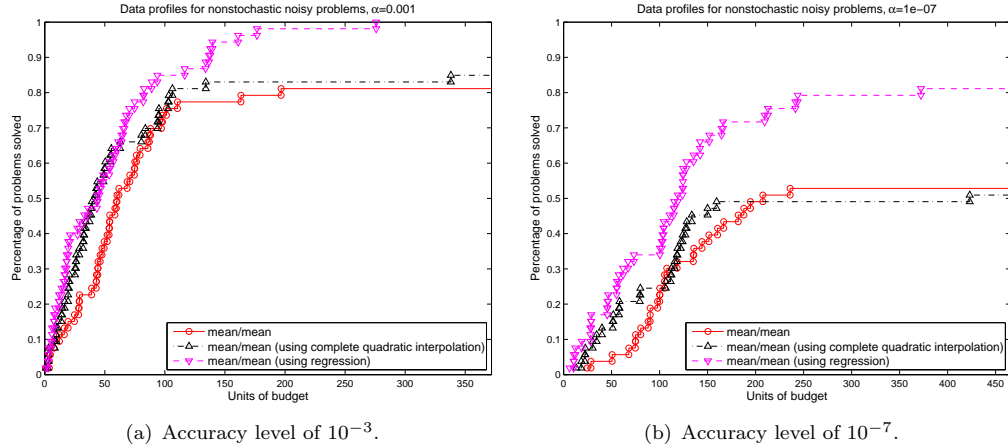 Data profiles for nonstochastic noisy problems, α=0.001
Percentage of problems solved
1
0.9
0.8
0.7
0.6
0.5
0.4
0.3
0.2
0.1
0
mean/mean
mean/mean (using complete quadratic interpolation)
mean/mean (using regression)
0 50 100 150 200 250 300 350
Units of budget
(a) Accuracy level of 10⁻³.
Data profiles for nonstochastic noisy problems, α=1e−07
Percentage of problems solved
1
0.9
0.8
0.7
0.6
0.5
0.4
0.3
0.2
0.1
0
mean/mean
mean/mean (using complete quadratic interpolation)
mean/mean (using regression)
0 50 100 150 200 250 300 350 400 450
Units of budget
(b) Accuracy level of 10⁻⁷.